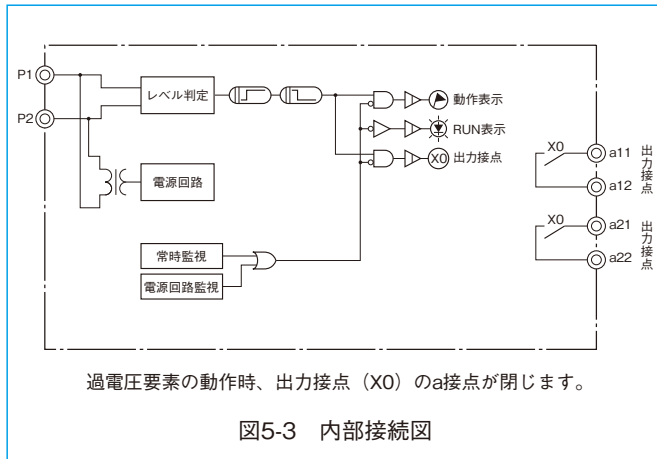 P1
P2
レベル判定
動作表示
RUN表示
X0 出力接点
電源回路
常時監視
電源回路監視
X0
a11
a12
出力接点
X0
a21
a22
出力接点
過電圧要素の動作時、出力接点（X0）のa接点が閉じます。
図5-3　内部接続図